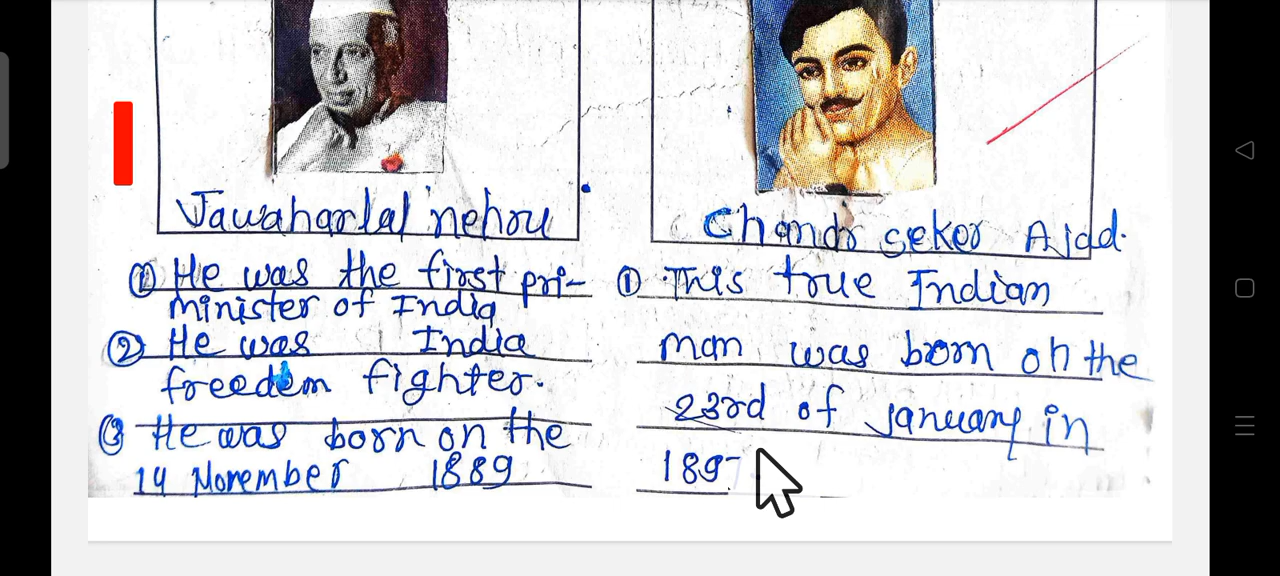 Jawaharlal nehru
① He was the first pri-
minister of India
② He was India
freedom fighter.
③ He was born on the
14 November 1889
Chandr seker Ajad.
① This true Indian
man was born on the
23rd of January in
1897